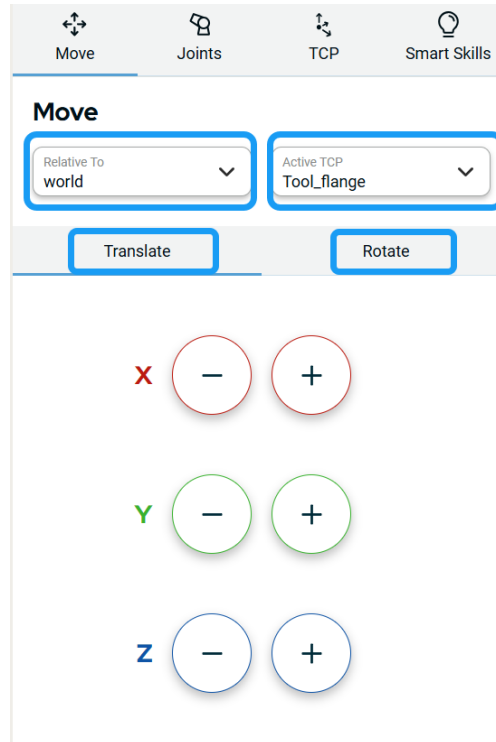 Move Joints TCP Smart Skills
Move
Relative To Active TCP
world Tool_flange
Translate Rotate
X − +
Y − +
Z − +